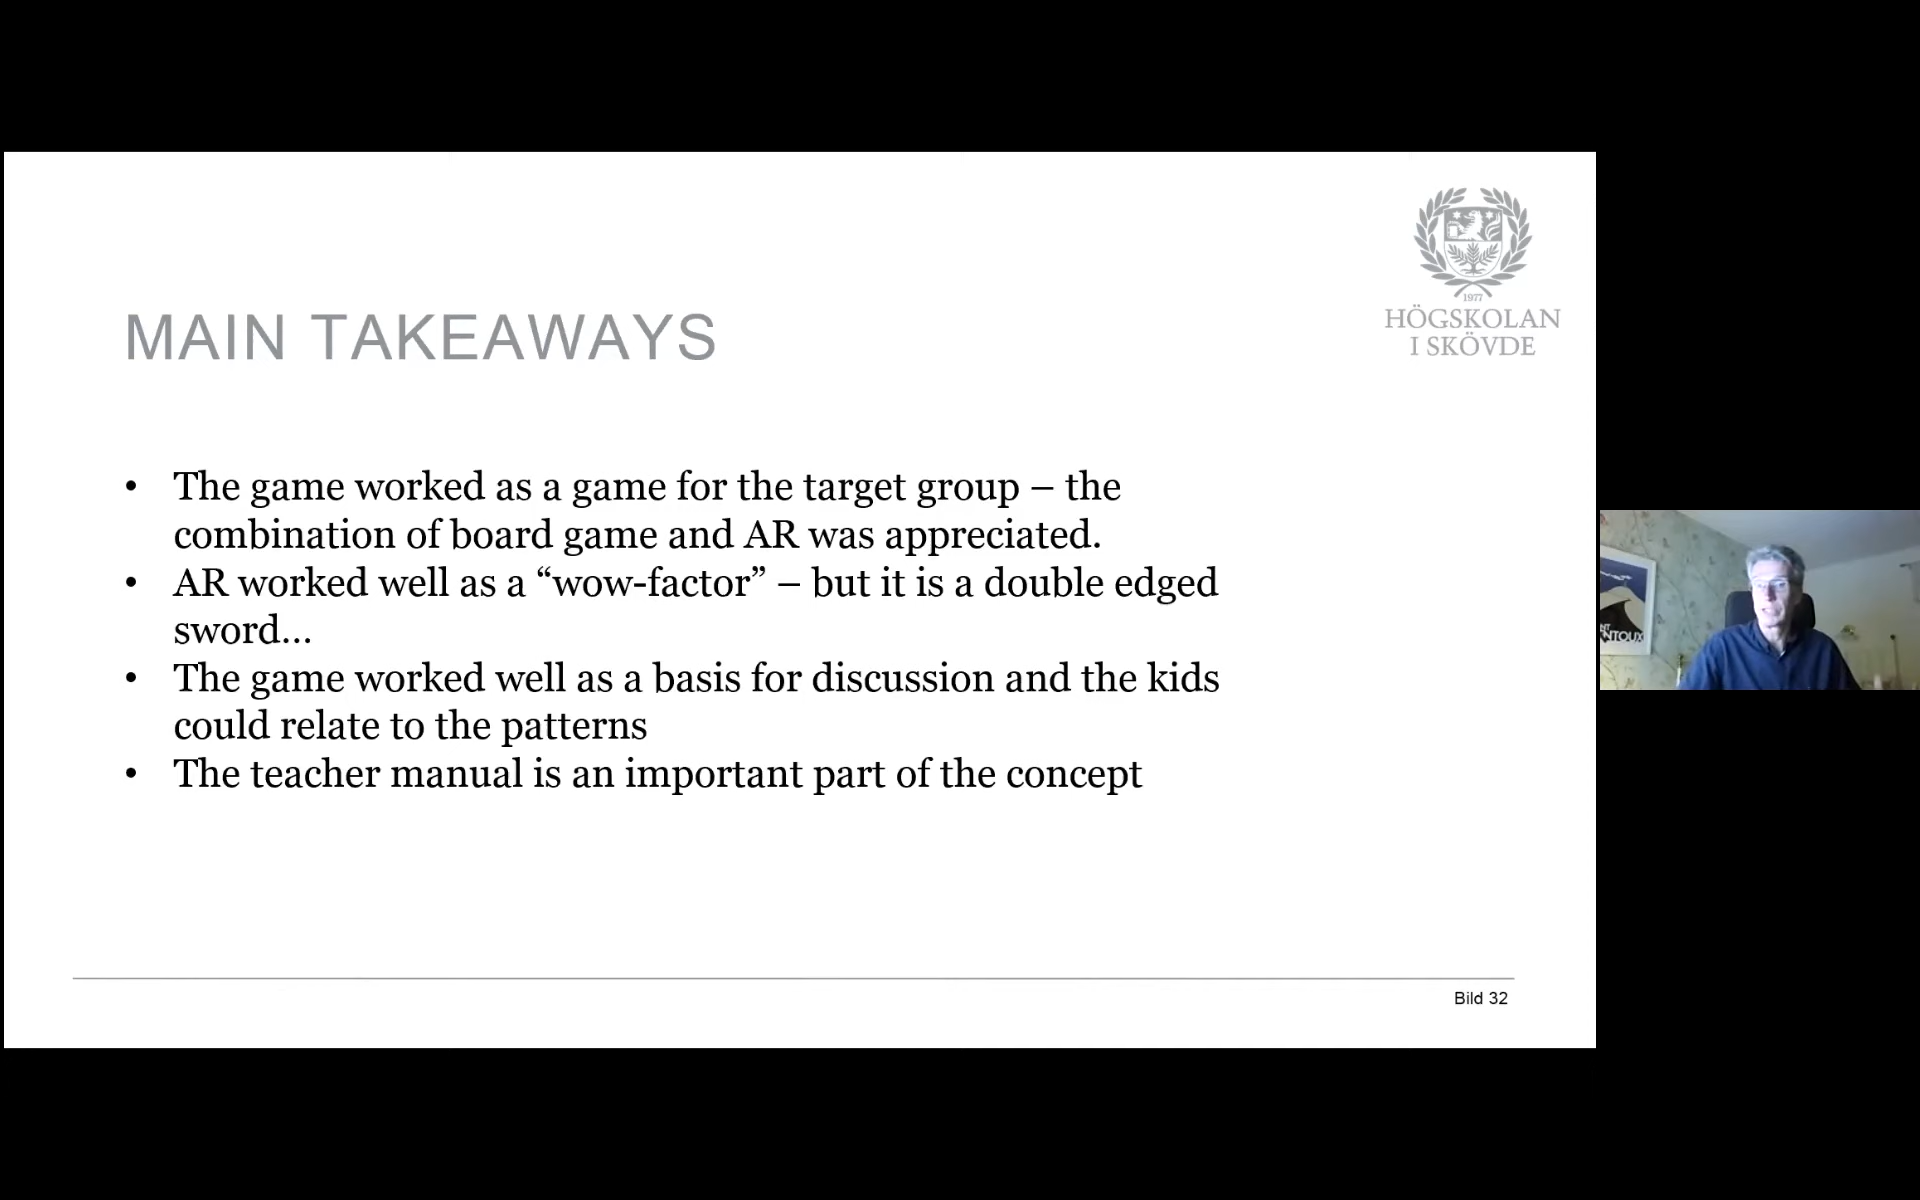 1977
HÖGSKOLAN
I SKÖVDE
MAIN TAKEAWAYS
• The game worked as a game for the target group – the
combination of board game and AR was appreciated.
• AR worked well as a “wow-factor” – but it is a double edged
sword...
• The game worked well as a basis for discussion and the kids
could relate to the patterns
• The teacher manual is an important part of the concept
Bild 32